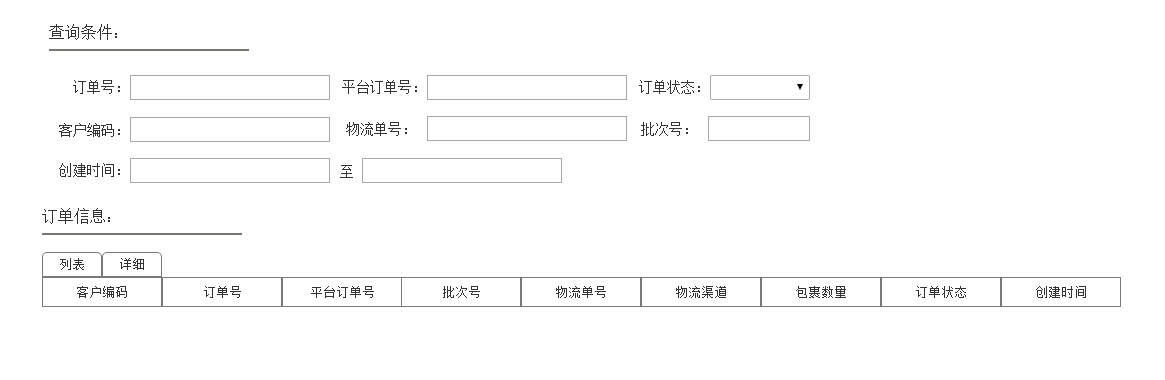 查询条件：
订单号： 平台订单号： 订单状态：
客户编码： 物流单号： 批次号：
创建时间： 至
订单信息：
列表 详细
客户编码 订单号 平台订单号 批次号 物流单号 物流渠道 包裹数量 订单状态 创建时间